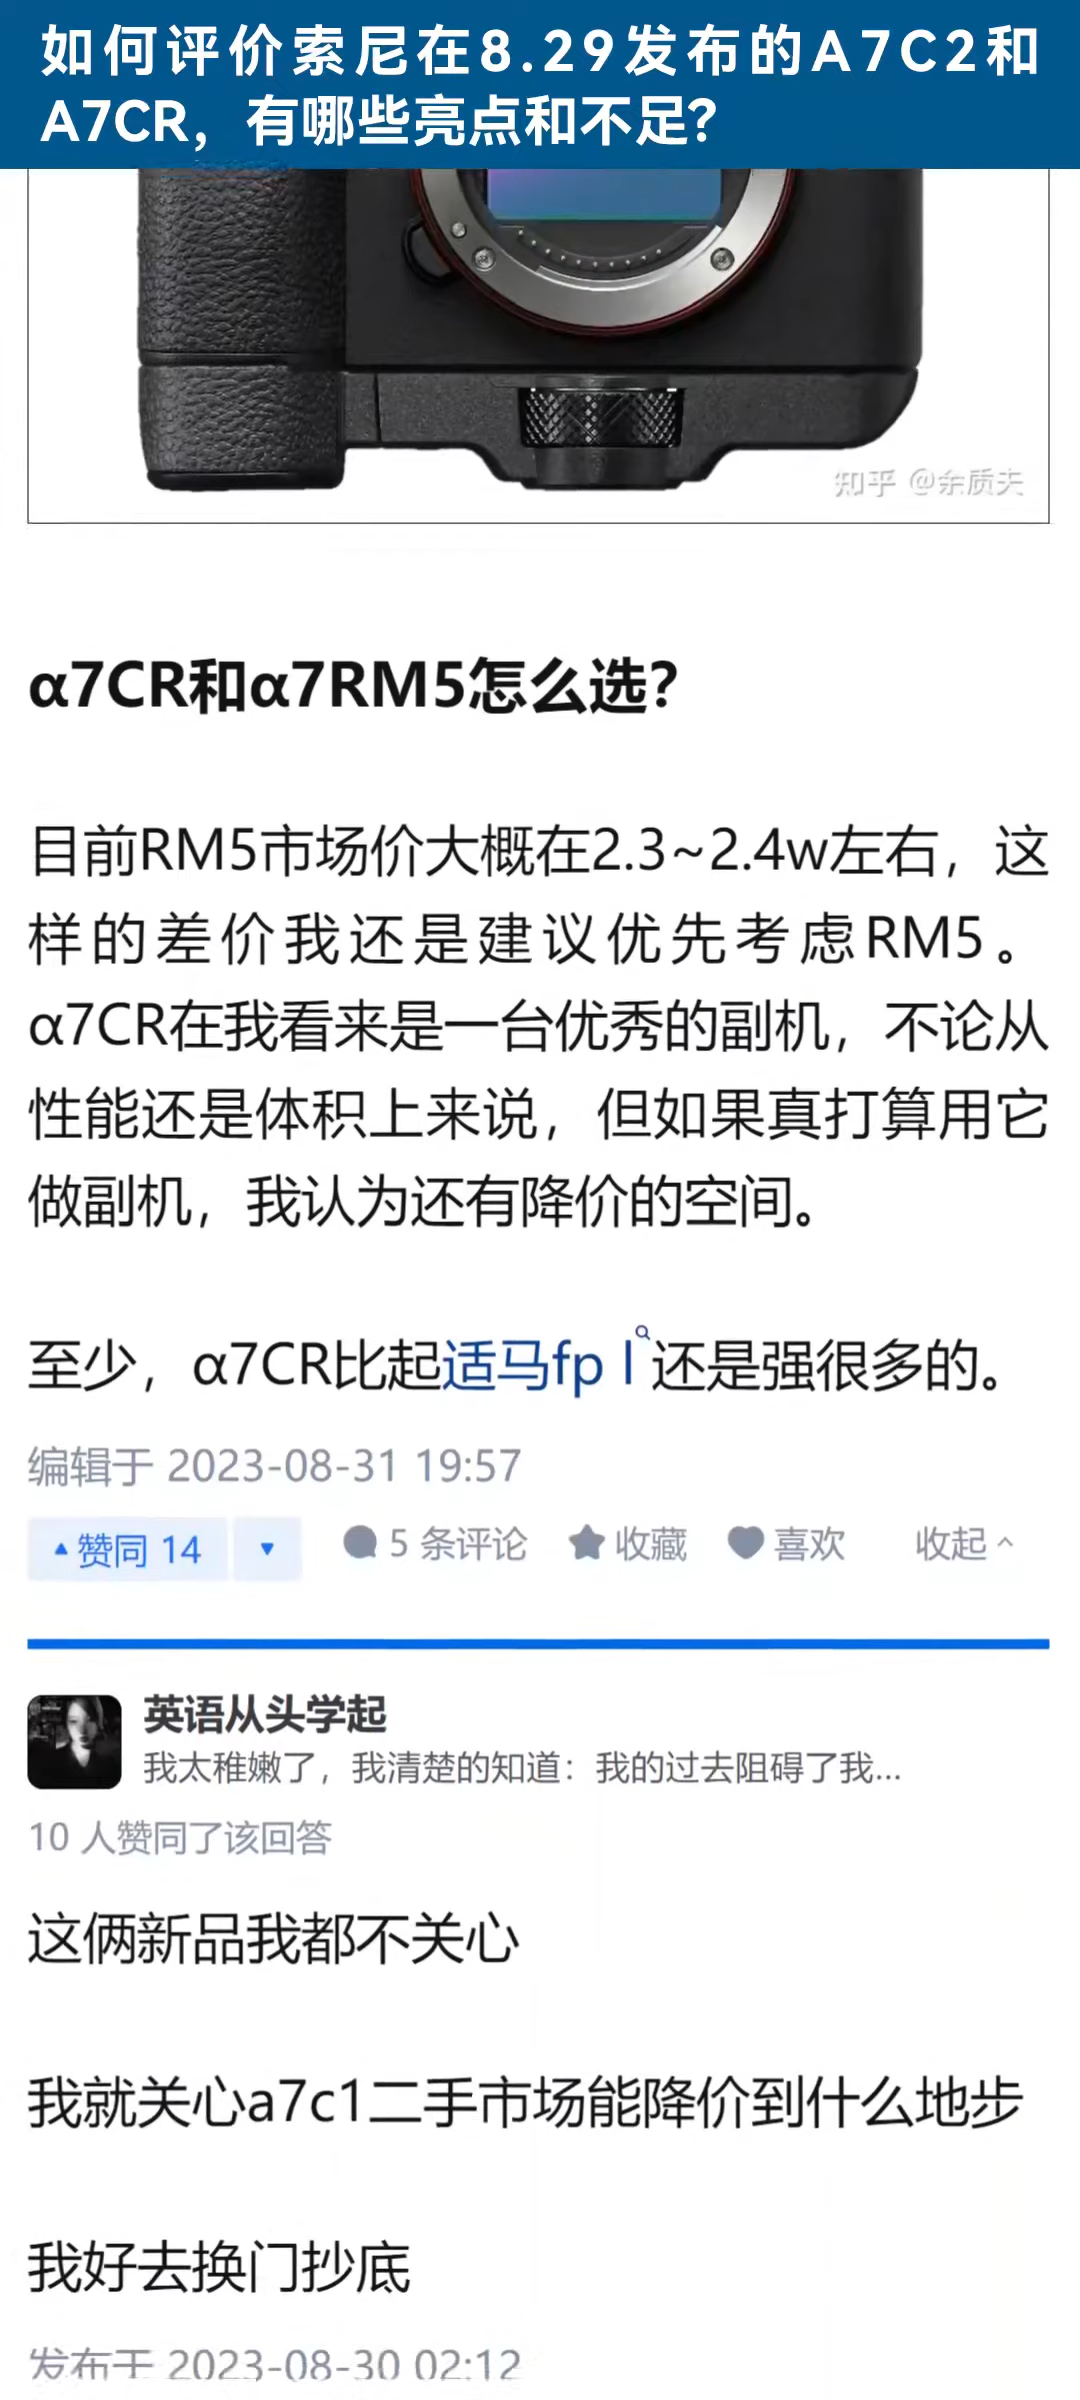 如何评价索尼在8.29发布的A7C2和
A7CR，有哪些亮点和不足？
知乎 @余质夫
α7CR和α7RM5怎么选？
目前RM5市场价大概在2.3~2.4w左右，这
样的差价我还是建议优先考虑RM5。
α7CR在我看来是一台优秀的副机，不论从
性能还是体积上来说，但如果真打算用它
做副机，我认为还有降价的空间。
至少，α7CR比起适马fp l还是强很多的。
编辑于 2023-08-31 19:57
赞同 14
5 条评论
收藏
喜欢
收起
英语从头学起
我太稚嫩了，我清楚的知道：我的过去阻碍了我...
10 人赞同了该回答
这俩新品我都不关心
我就关心a7c1二手市场能降价到什么地步
我好去换门抄底
发布于 2023-08-30 02:12